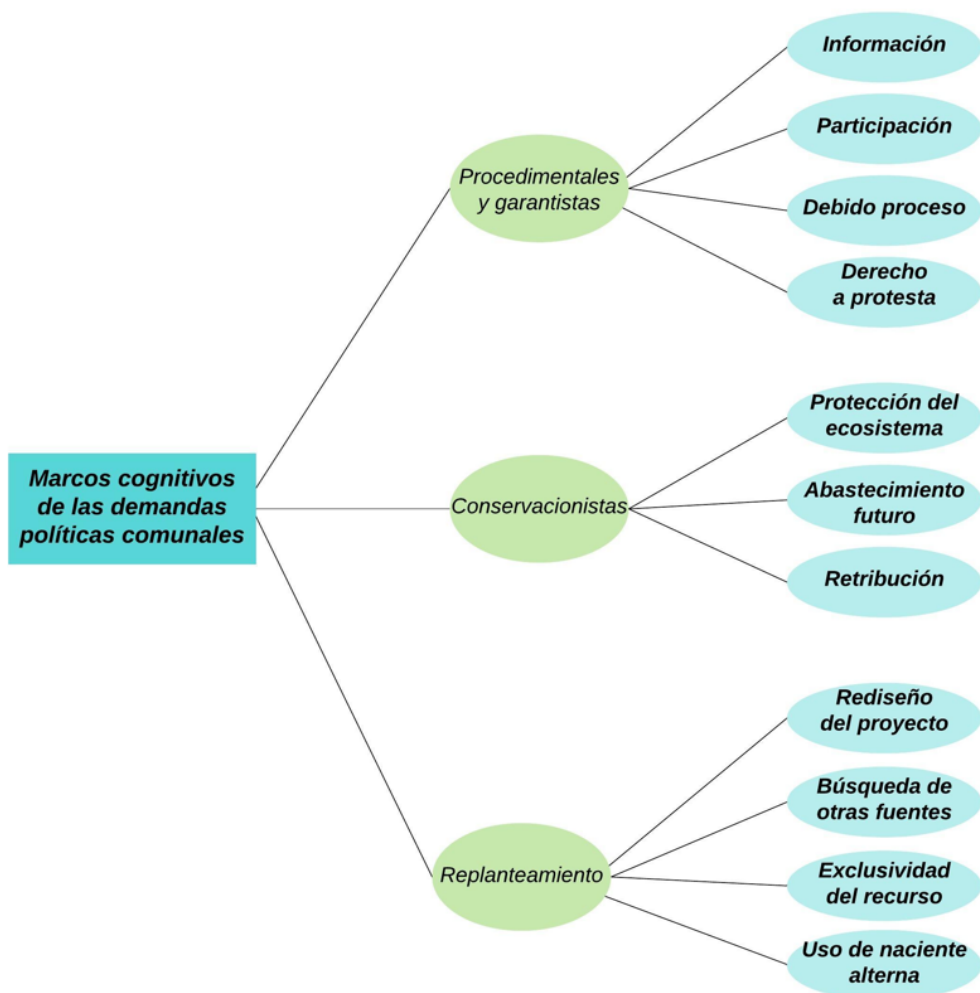 Información
Participación
Procedimentales
y garantistas
Debido proceso
Derecho
a protesta
Protección del
ecosistema
Marcos cognitivos
de las demandas
políticas comunales
Conservacionistas
Abastecimiento
futuro
Retribución
Rediseño
del proyecto
Búsqueda de
otras fuentes
Replanteamiento
Exclusividad
del recurso
Uso de naciente
alterna